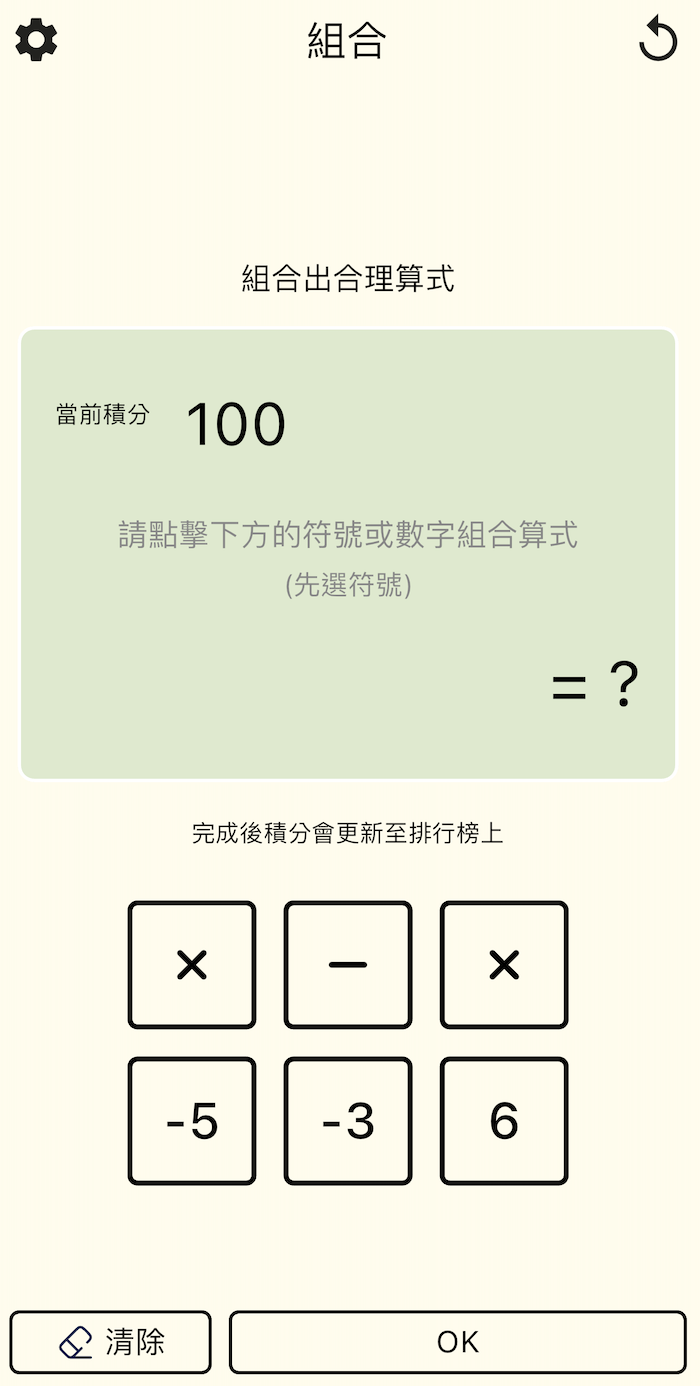 組合
組合出合理算式
當前積分 100
請點擊下方的符號或數字組合算式
(先選符號)
= ?
完成後積分會更新至排行榜上
× − ×
-5 -3 6
清除 OK